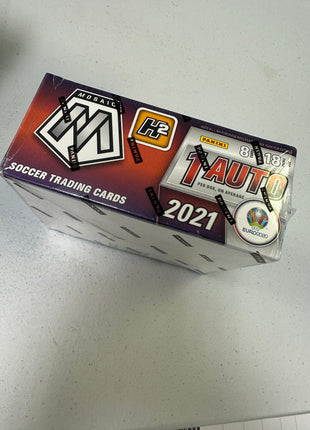 MOSAIC
M
H2
SOCCER TRADING CARDS
PANINI
1 AUTO
PER BOX, ON AVERAGE
2021
EURO2020